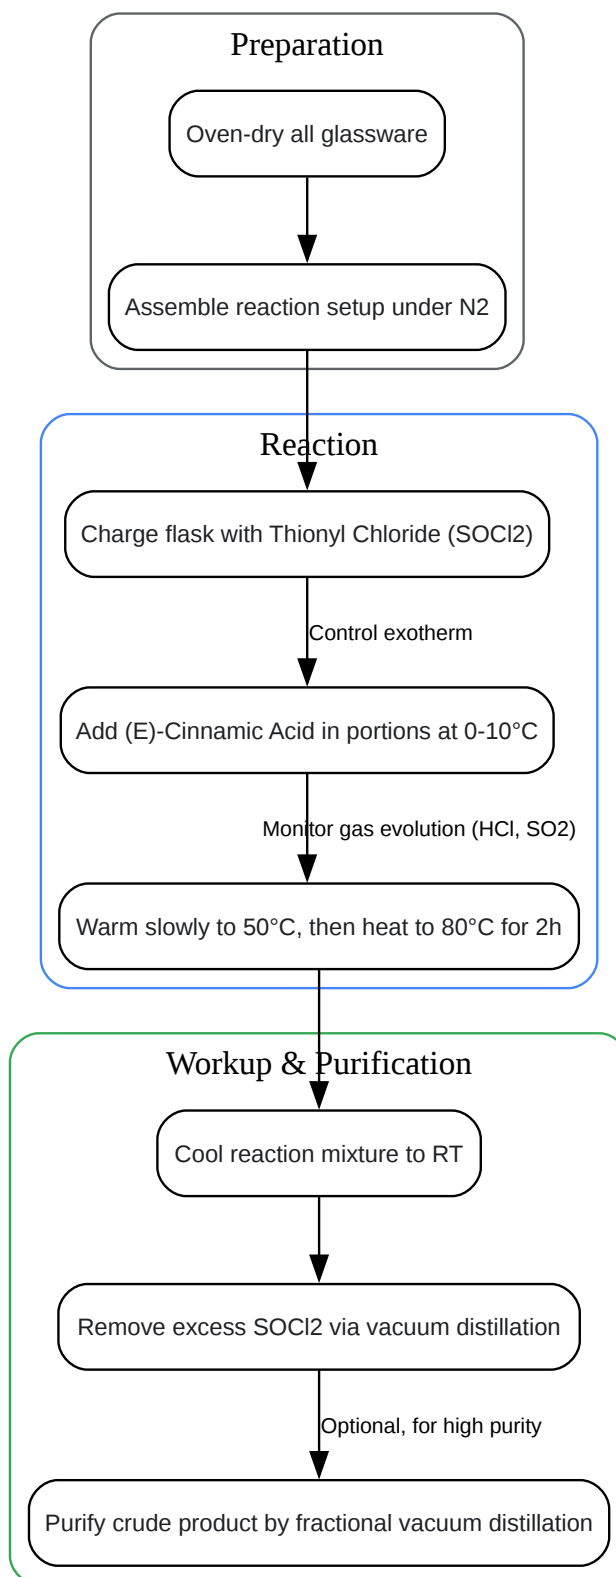 Preparation
Oven-dry all glassware
Assemble reaction setup under N2
Reaction
Charge flask with Thionyl Chloride (SOCl2)
Control exotherm
Add (E)-Cinnamic Acid in portions at 0-10°C
Monitor gas evolution (HCl, SO2)
Warm slowly to 50°C, then heat to 80°C for 2h
Workup & Purification
Cool reaction mixture to RT
Remove excess SOCl2 via vacuum distillation
Optional, for high purity
Purify crude product by fractional vacuum distillation